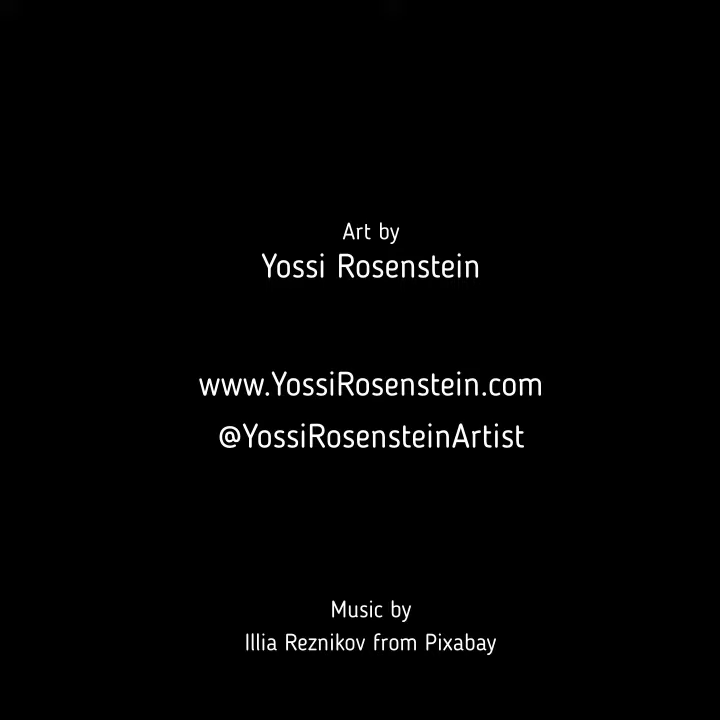 Art by
Yossi Rosenstein
www.YossiRosenstein.com
@YossiRosensteinArtist
Music by
Illia Reznikov from Pixabay